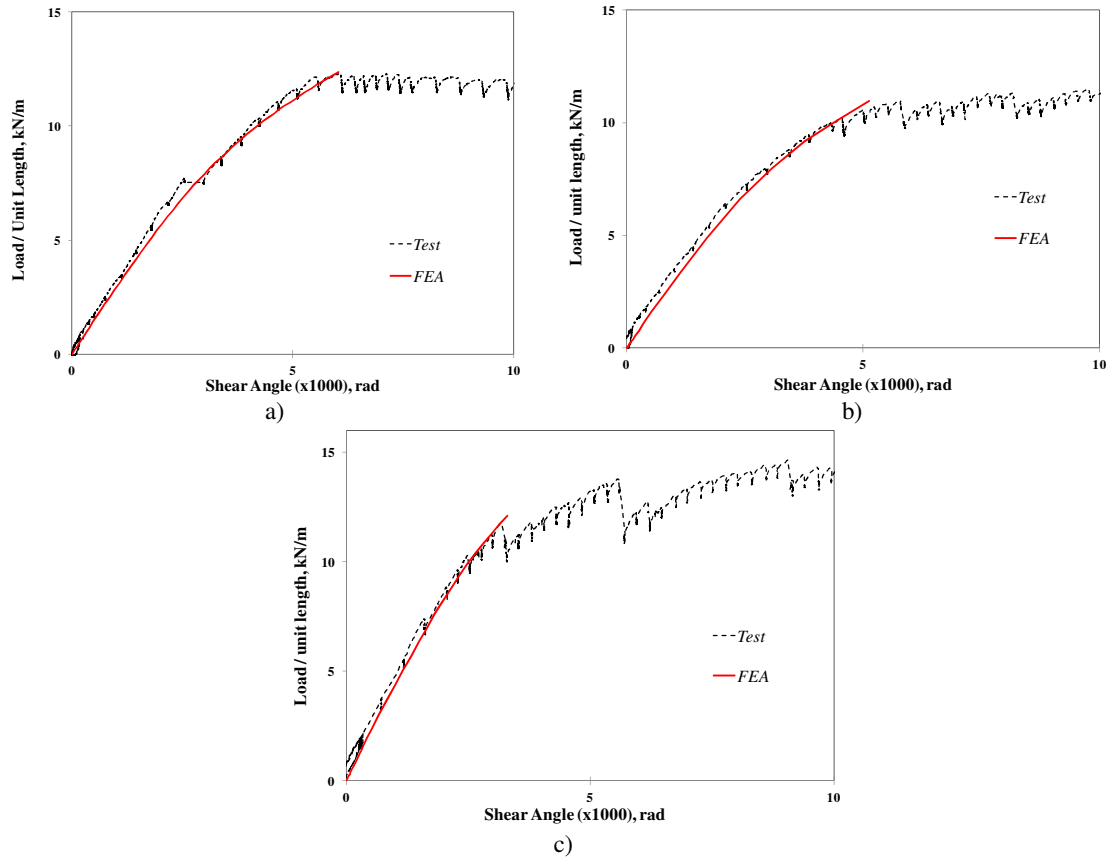 15
10
5
0
Load / Unit Length, kN/m
Test
FEA
0 5 10
Shear Angle (x1000), rad
a)
15
10
5
0
Load / unit length, kN/m
Test
FEA
0 5 10
Shear Angle (x1000), rad
b)
15
10
5
0
Load / unit length, kN/m
Test
FEA
0 5 10
Shear Angle (x1000), rad
c)